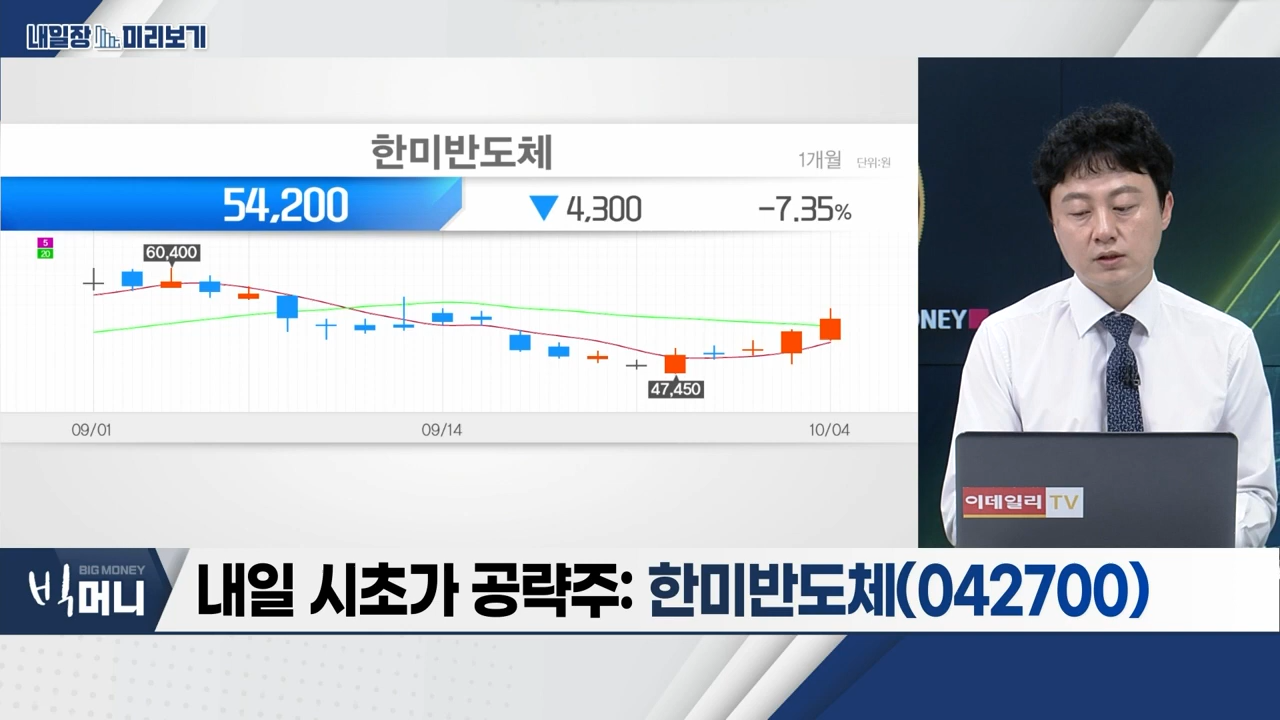 내일장 미리보기
한미반도체
1개월 단위:원
54,200 ▼ 4,300 -7.35%
5
20
60,400
47,450
09/01 09/14 10/04
ONEY
이데일리 TV
BIG MONEY
빅머니
내일 시초가 공략주: 한미반도체(042700)